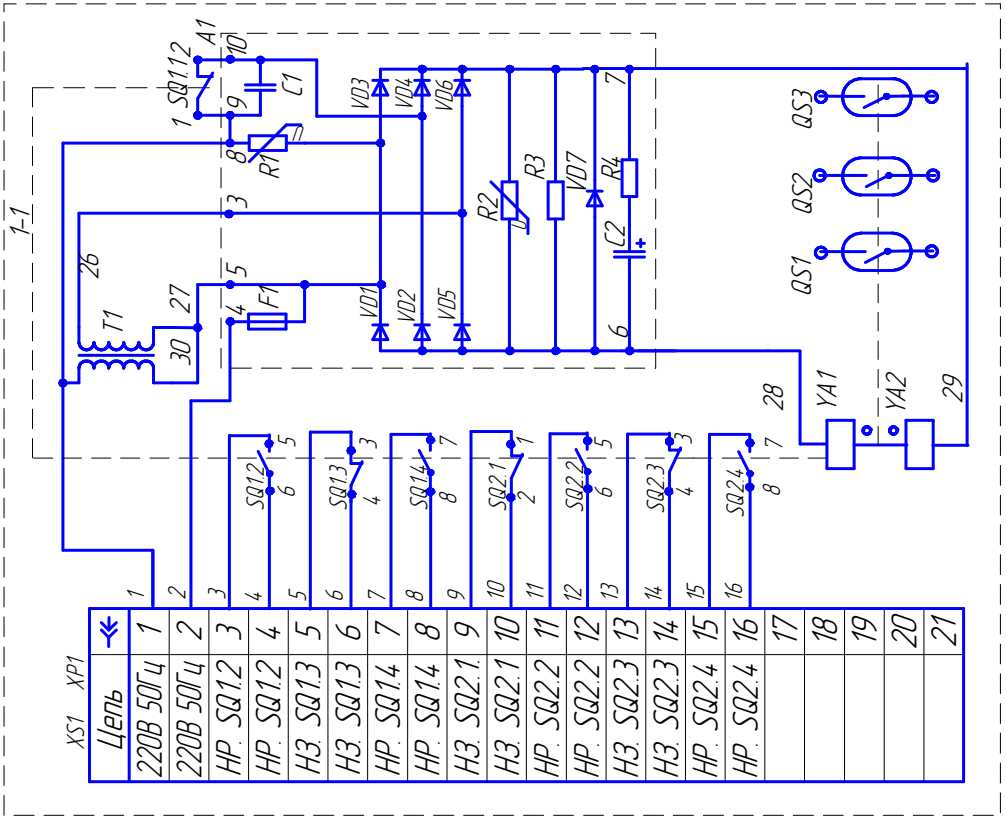 XS1 XP1
Цепь
220В 50Гц 1
220В 50Гц 2
НР. SQ1.2 3
НР. SQ1.2 4
НЗ. SQ1.3 5
НЗ. SQ1.3 6
НР. SQ1.4 7
НР. SQ1.4 8
НЗ. SQ2.1. 9
НЗ. SQ2.1 10
НР. SQ2.2 11
НР. SQ2.2 12
НЗ. SQ2.3 13
НЗ. SQ2.3 14
НР. SQ2.4 15
НР. SQ2.4 16
17
18
19
20
21
1
2
3
4
5
6
7
8
9
10
11
12
13
14
15
16
SQ1.2
6
5
SQ1.3
4
3
SQ1.4
8
7
SQ2.1
2
1
SQ2.2
6
5
SQ2.3
4
3
SQ2.4
8
7
1-1
26
T1
27
30
4
5
F1
3
8
R1
n
SQ1.1.2
1
9
10
A1
C1
VD1
VD2
VD5
VD3
VD4
VD6
R2
U
R3
VD7
C2
+
R4
6
7
28
YA1
YA2
29
QS1
QS2
QS3